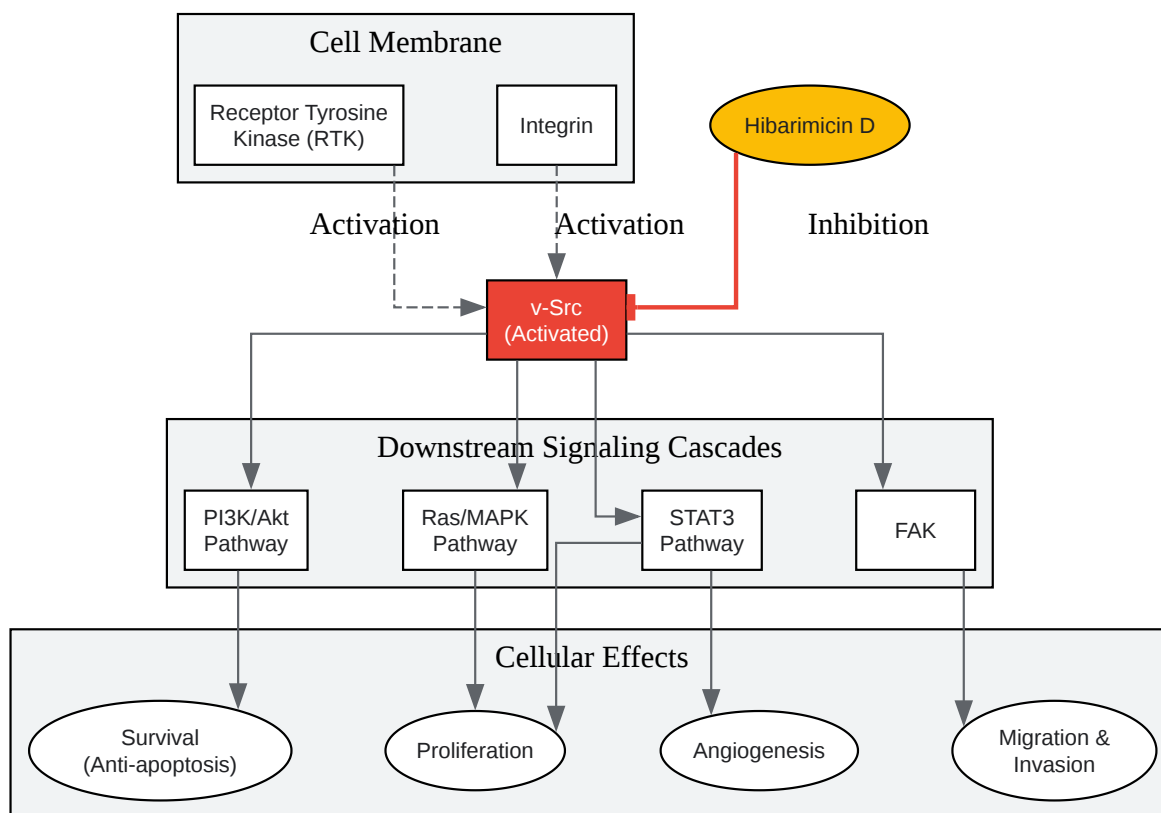 Cell Membrane
Receptor Tyrosine
Kinase (RTK)
Integrin
Hibarimicin D
Activation
Activation
Inhibition
v-Src
(Activated)
Downstream Signaling Cascades
PI3K/Akt
Pathway
Ras/MAPK
Pathway
STAT3
Pathway
FAK
Cellular Effects
Survival
(Anti-apoptosis)
Proliferation
Angiogenesis
Migration &
Invasion